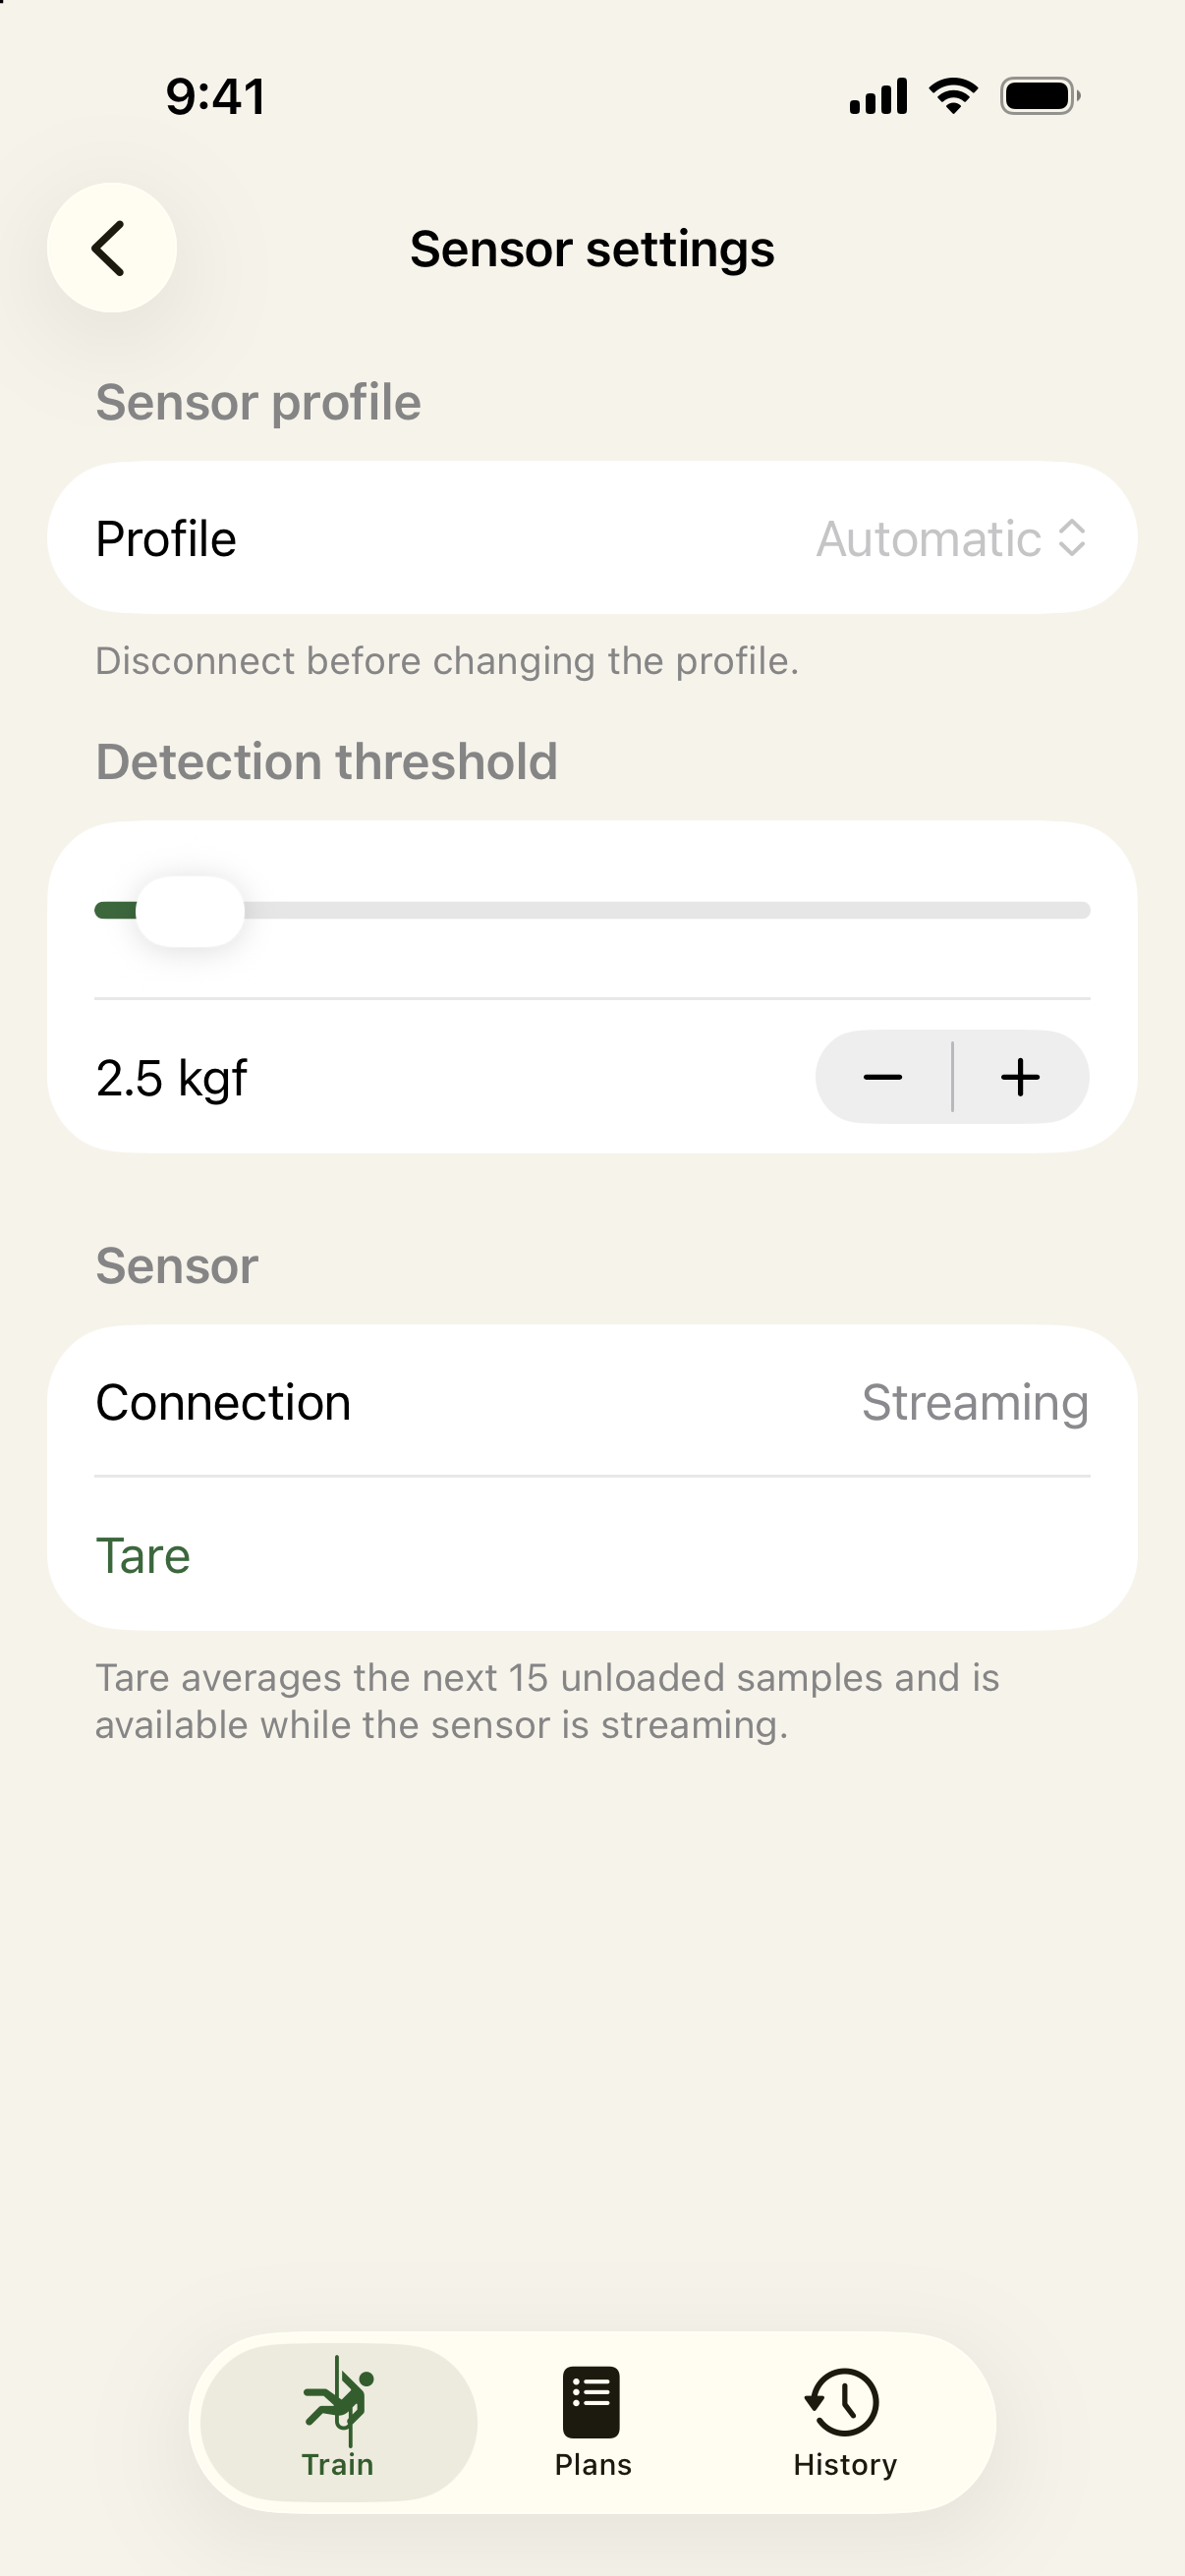 9:41
Sensor settings
Sensor profile
Profile Automatic
Disconnect before changing the profile.
Detection threshold
2.5 kgf
Sensor
Connection Streaming
Tare
Tare averages the next 15 unloaded samples and is
available while the sensor is streaming.
Train Plans History